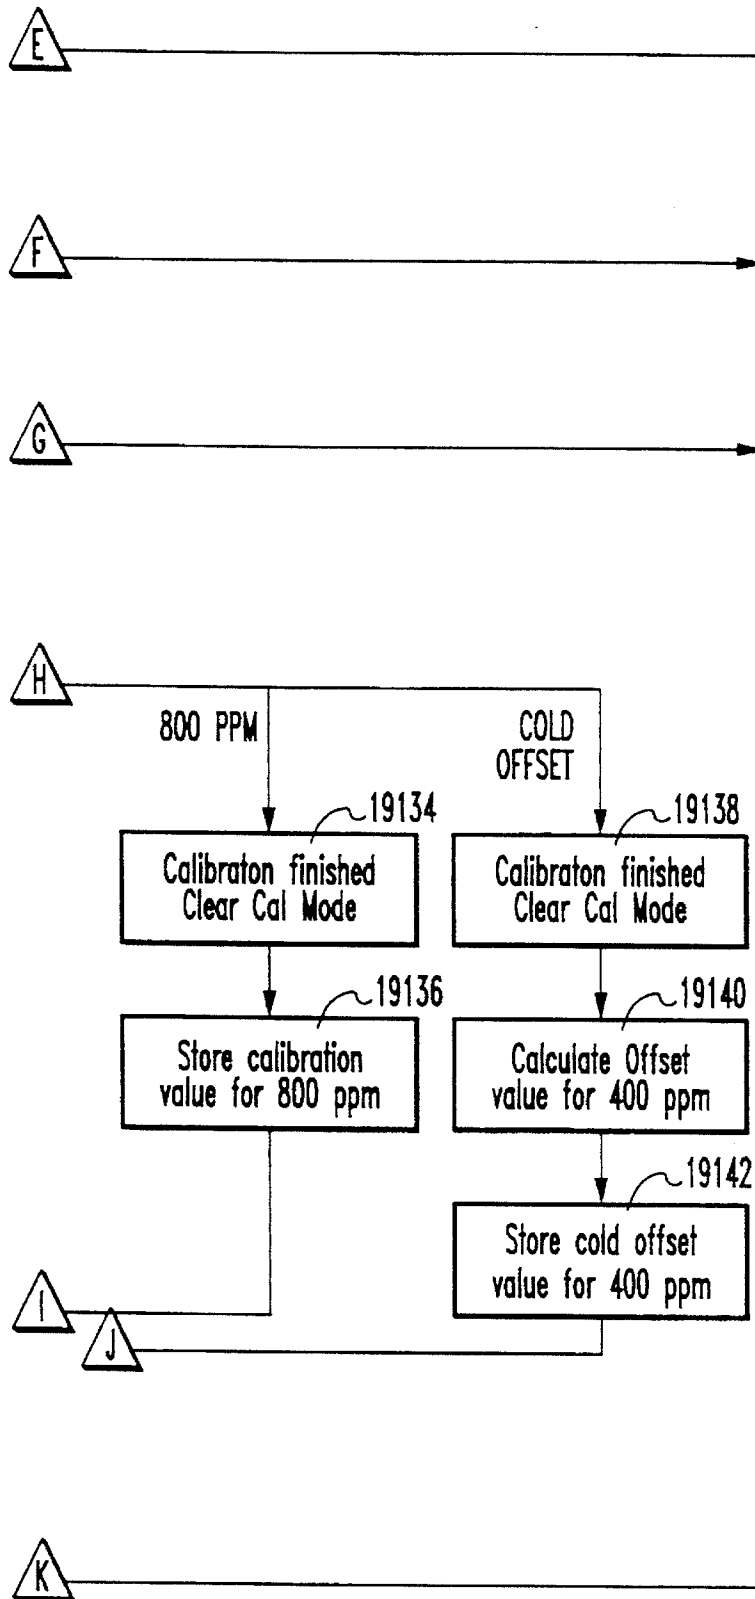 E
F
G
H
800 PPM
COLD
OFFSET
19134
Calibraton finished
Clear Cal Mode
19138
Calibraton finished
Clear Cal Mode
19136
Store calibration
value for 800 ppm
19140
Calculate Offset
value for 400 ppm
19142
Store cold offset
value for 400 ppm
I
J
K